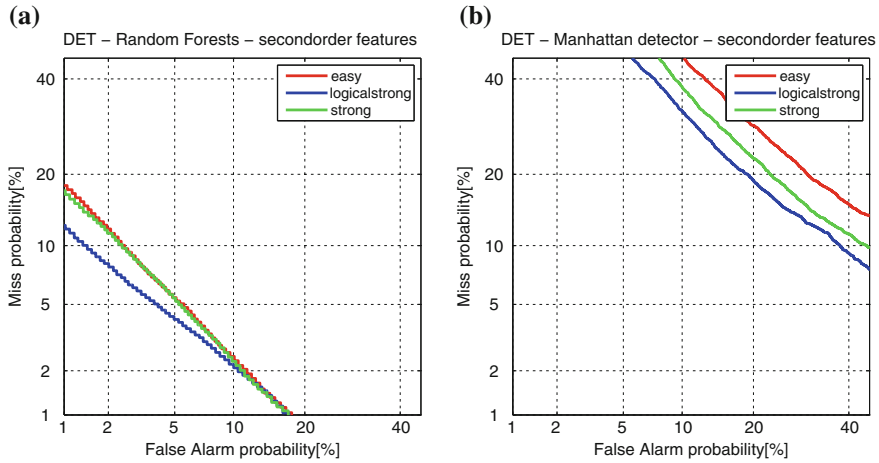 (a)
DET – Random Forests – secondorder features
easy
logicalstrong
strong
40
20
10
5
2
1
Miss probability[%]
1 2 5 10 20 40
False Alarm probability[%]
(b)
DET – Manhattan detector – secondorder features
easy
logicalstrong
strong
40
20
10
5
2
1
Miss probability[%]
1 2 5 10 20 40
False Alarm probability[%]